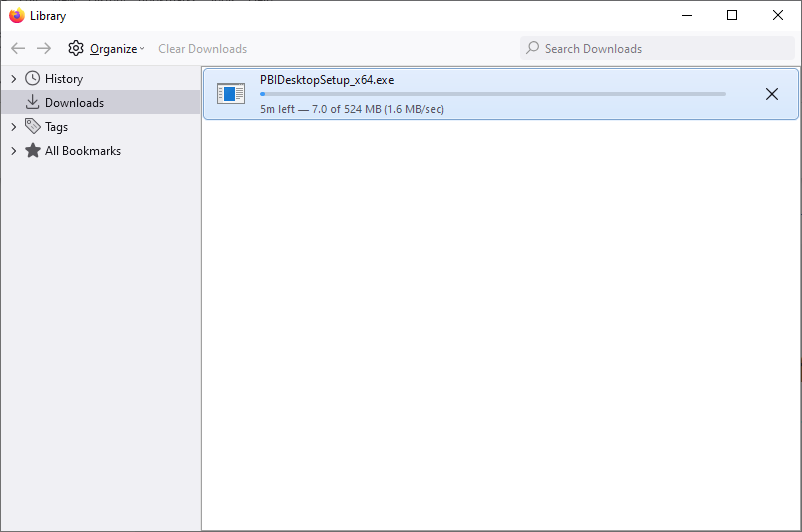 Library
Organize
Clear Downloads
Search Downloads
History
Downloads
Tags
All Bookmarks
PBIDesktopSetup_x64.exe
5m left — 7.0 of 524 MB (1.6 MB/sec)